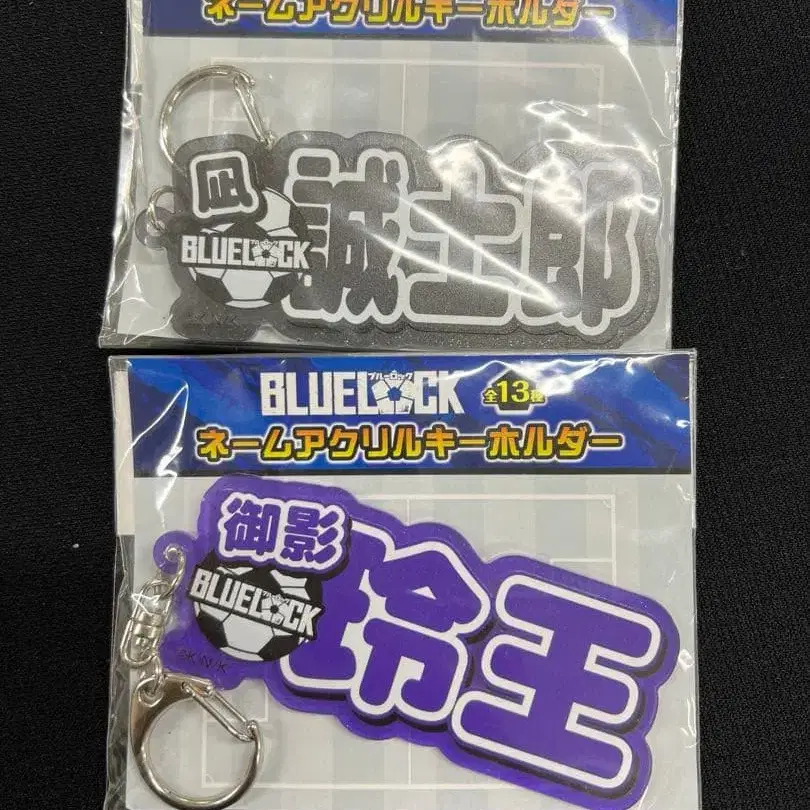 ネームアクリルキーホルダー
凪
誠士郎
BLUELOCK
©K/N/K
ブルーロック
BLUELOCK 全13種
ネームアクリルキーホルダー
御影
玲王
BLUELOCK
©K/N/K